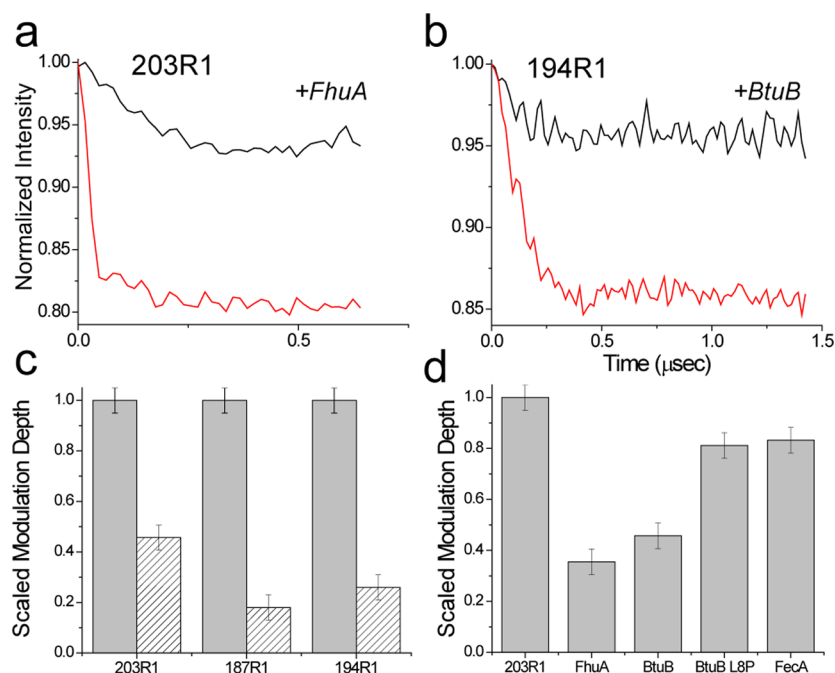 a
203R1
+FhuA
Normalized Intensity
1.00
0.95
0.90
0.85
0.80
0.0
0.5
b
194R1
+BtuB
1.00
0.95
0.90
0.85
0.0
0.5
1.0
1.5
Time (μsec)
c
Scaled Modulation Depth
1.0
0.8
0.6
0.4
0.2
0.0
203R1 187R1 194R1
d
Scaled Modulation Depth
1.0
0.8
0.6
0.4
0.2
0.0
203R1 FhuA BtuB BtuB L8P FecA